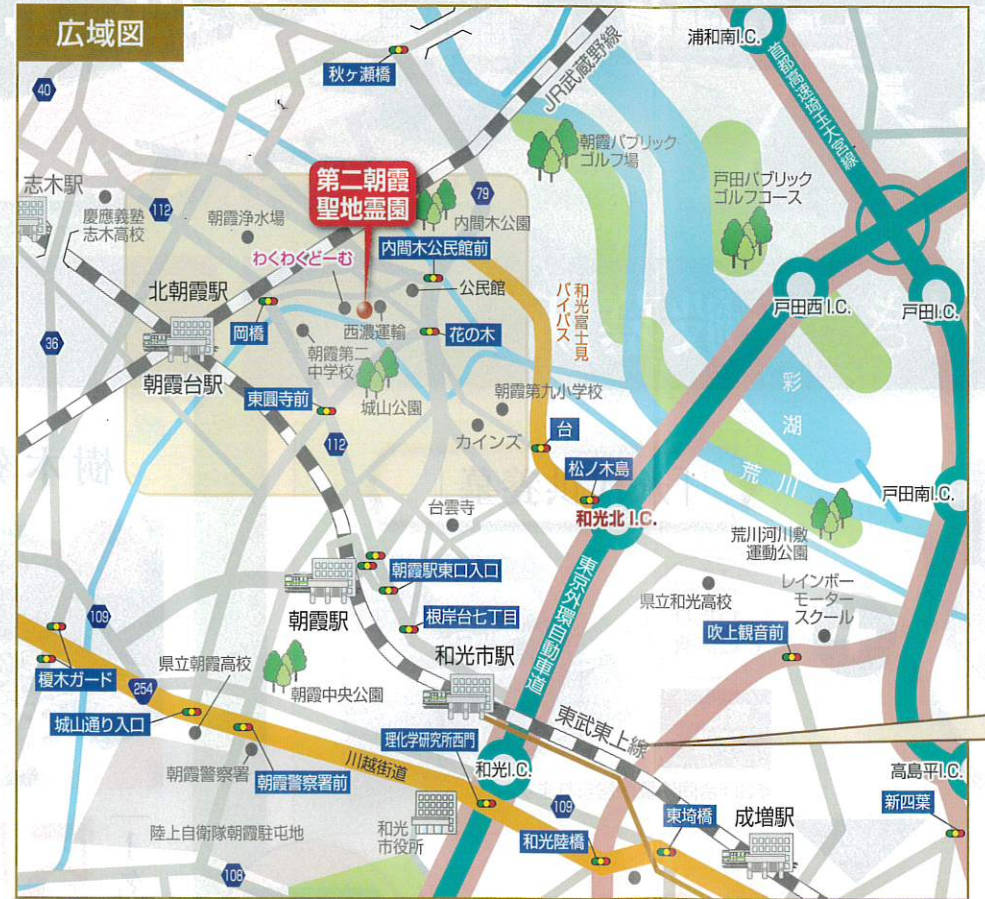 広域図
浦和南I.C.
秋ヶ瀬橋
JR武蔵野線
首都高速埼玉大宮線
40
朝霞パブリック
ゴルフ場
戸田パブリック
ゴルフコース
志木駅
慶應義塾
志木高校
112
朝霞浄水場
第二朝霞
聖地霊園
79
内間木公園
わくわくどーむ
内間木公民館前
公民館
北朝霞駅
岡橋
西濃運輸
花の木
和光富士見
バイパス
戸田西I.C.
戸田I.C.
36
朝霞第二
中学校
朝霞台駅
城山公園
東圓寺前
朝霞第九小学校
彩湖
112
カインズ
台
松ノ木島
荒川
戸田南I.C.
台雲寺
和光北I.C.
荒川河川敷
運動公園
朝霞駅東口入口
東京外環自動車道
県立和光高校
レインボー
モーター
スクール
朝霞駅
根岸台七丁目
吹上観音前
109
和光市駅
県立朝霞高校
榎木ガード
254
朝霞中央公園
城山通り入口
理化学研究所西門
東武東上線
川越街道
和光I.C.
朝霞警察署
朝霞警察署前
高島平I.C.
109
新四葉
陸上自衛隊朝霞駐屯地
和光
市役所
和光陸橋
東埼橋
成増駅
108